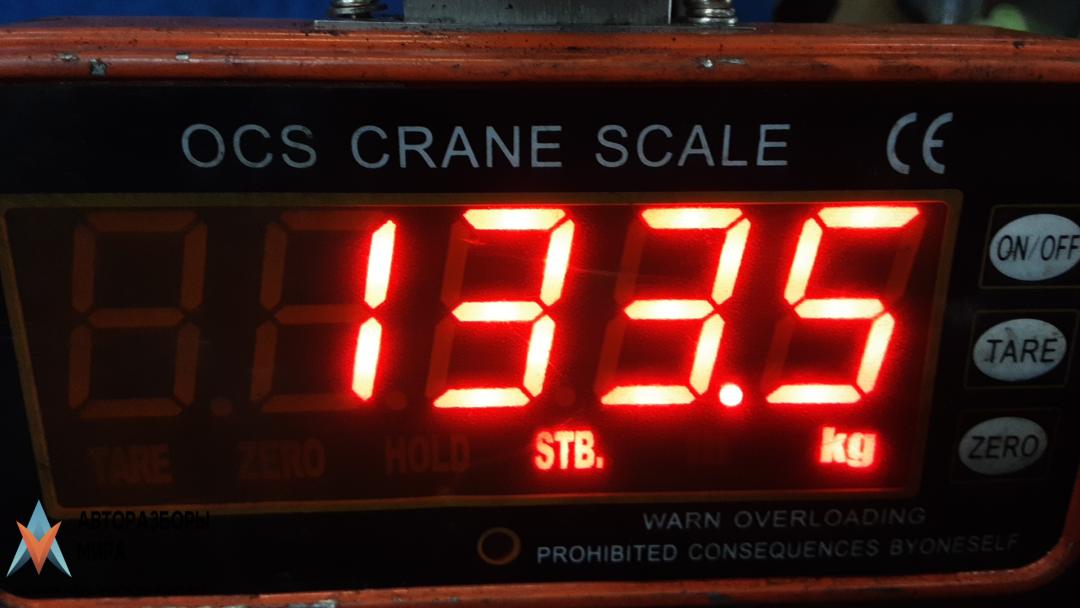 OCS CRANE SCALE CE
133.5
ON/OFF
TARE
ZERO
TARE ZERO HOLD STB. kg
WARN OVERLOADING
PROHIBITED CONSEQUENCES BYONESELF
АВТОРАЗБОРЫ
МИРА